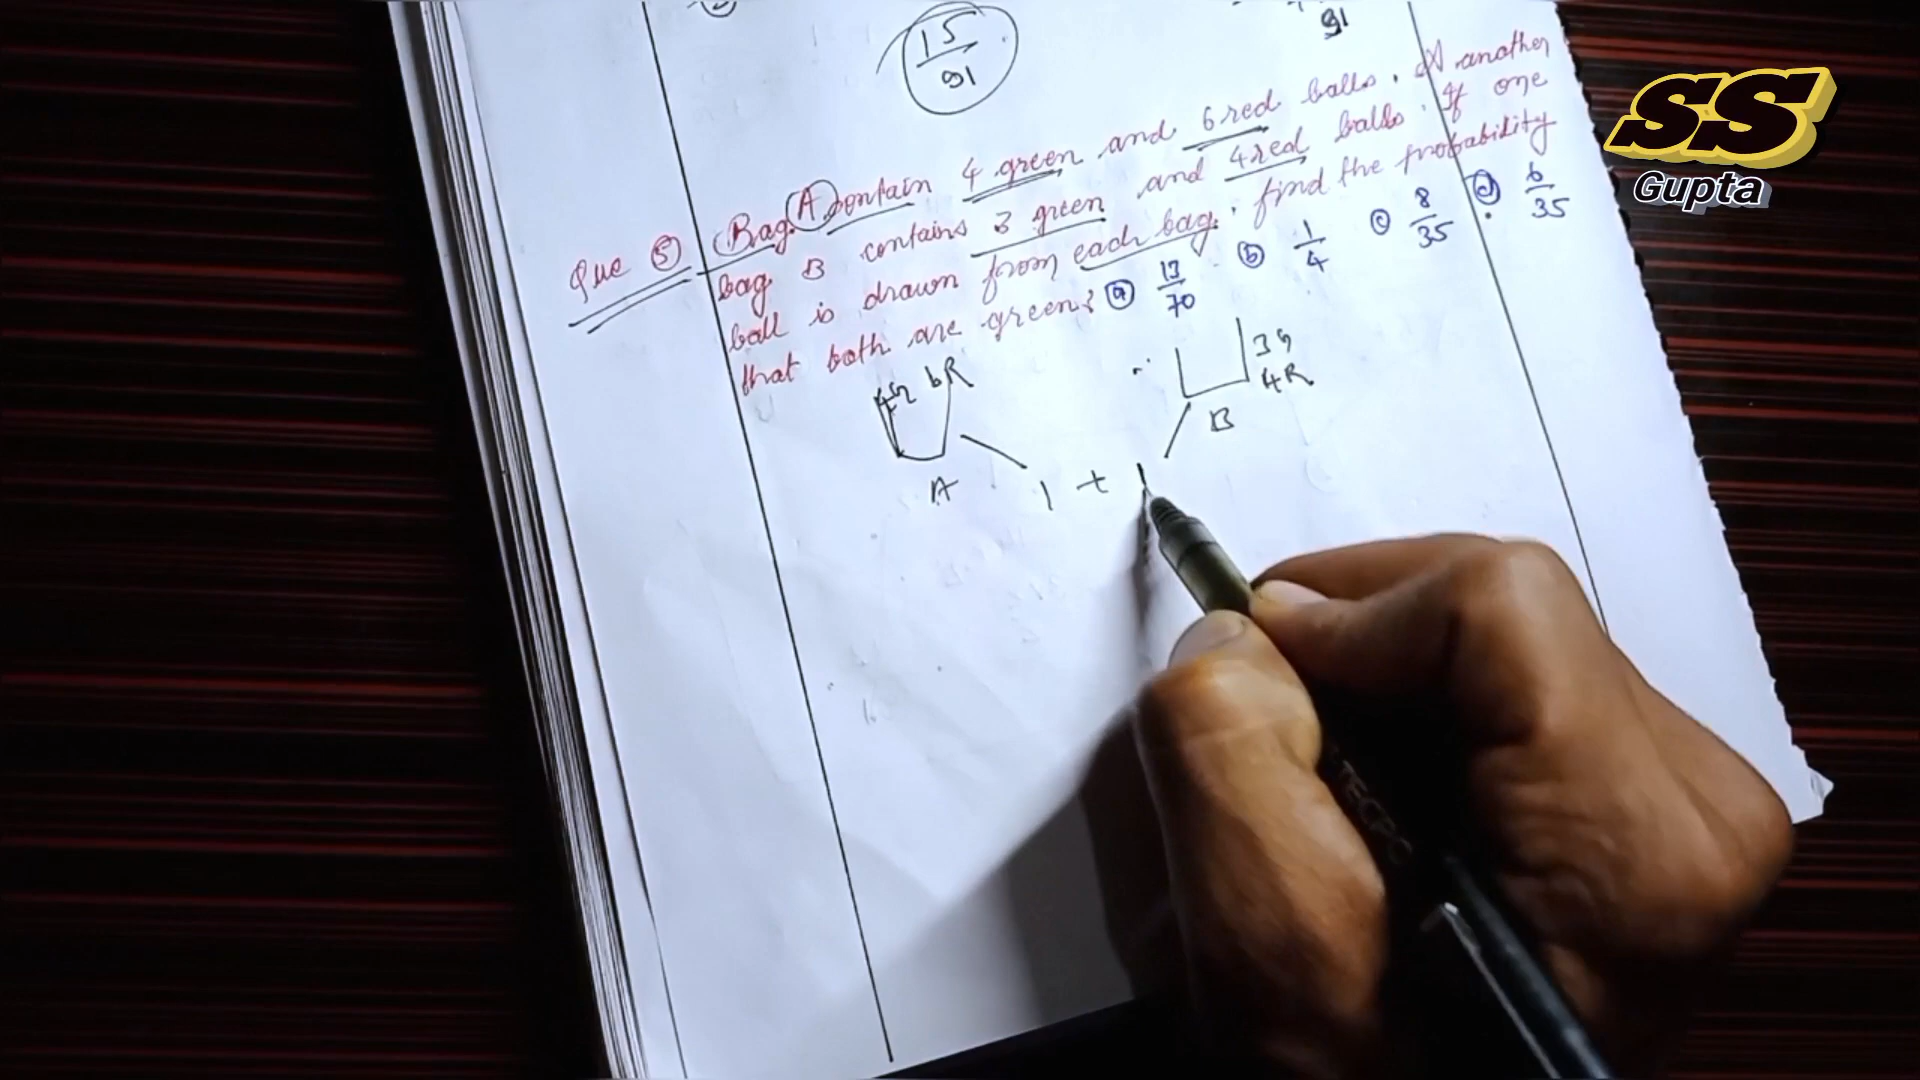 15
91
91
Que 5 Bag A contain 4 green and 6 red balls. A another
bag B contains 3 green and 4 red balls. If one
ball is drawn from each bag. find the probability
that both are green? (a) 13/70 (b) 1/4 (c) 8/35 (d) 6/35
4G 6R
3G
4R
A
B
1 + 1
SS
Gupta